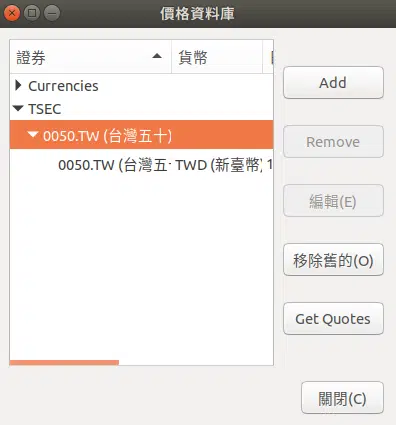 價格資料庫
證券 貨幣
Currencies
TSEC
0050.TW (台灣五十)
0050.TW (台灣五 TWD (新臺幣) 1
Add
Remove
編輯(E)
移除舊的(O)
Get Quotes
關閉(C)